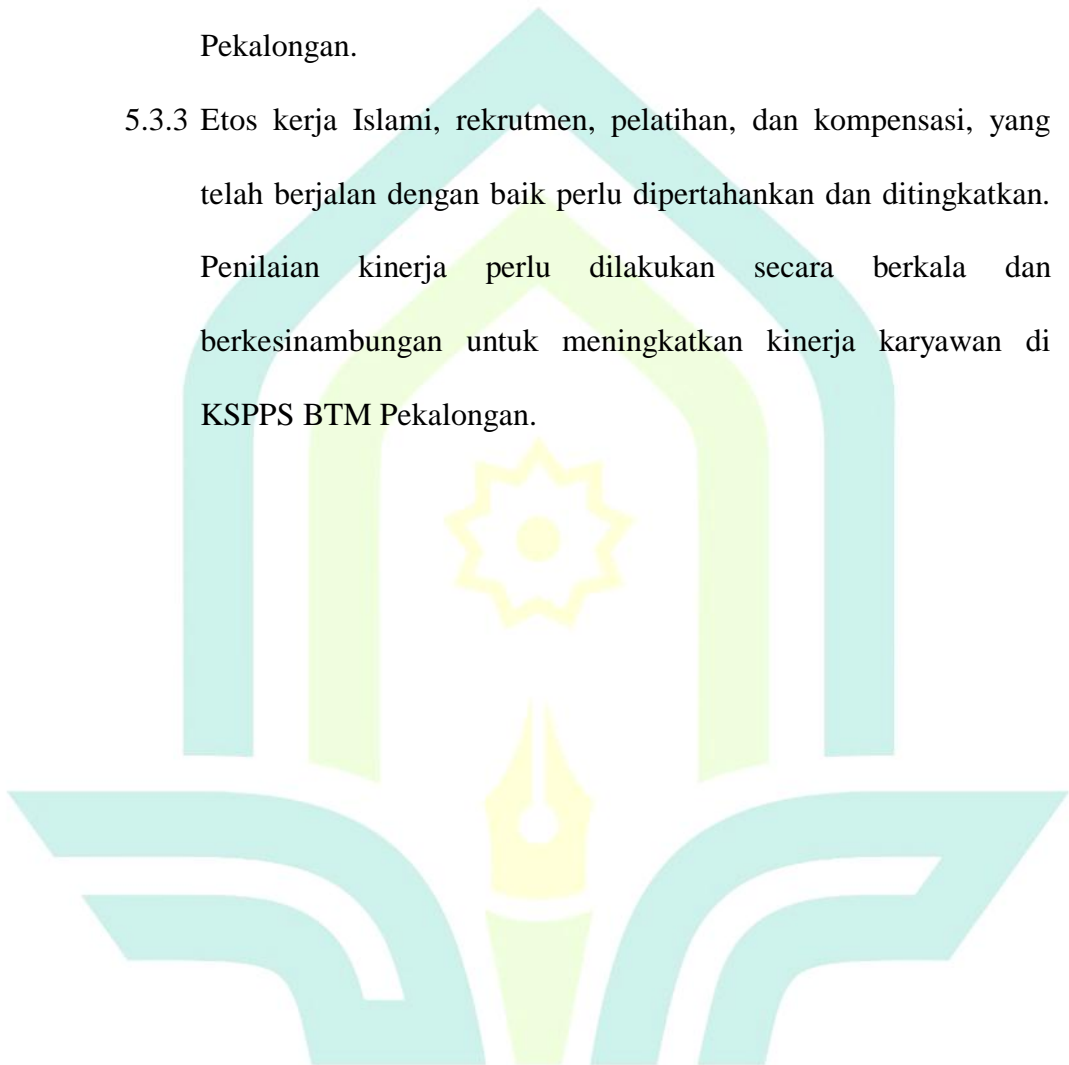 Pekalongan.
5.3.3 Etos kerja Islami, rekrutmen, pelatihan, dan kompensasi, yang
telah berjalan dengan baik perlu dipertahankan dan ditingkatkan.
Penilaian kinerja perlu dilakukan secara berkala dan
berkesinambungan untuk meningkatkan kinerja karyawan di
KSPPS BTM Pekalongan.